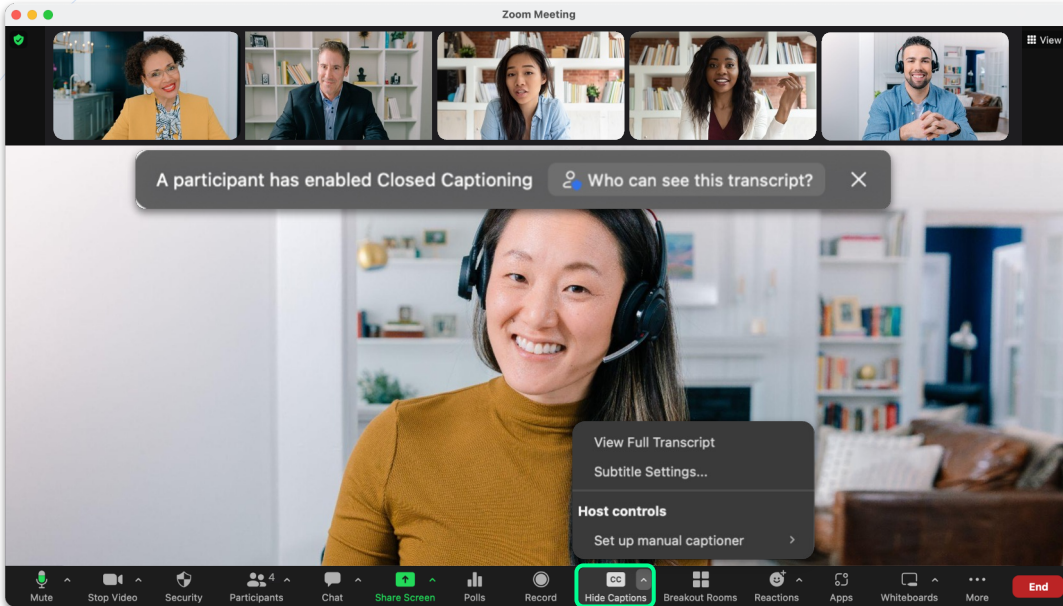 Zoom Meeting
View
A participant has enabled Closed Captioning Who can see this transcript?
View Full Transcript
Subtitle Settings...
Host controls
Set up manual captioner
4
CC
Mute Stop Video Security Participants Chat Share Screen Polls Record Hide Captions Breakout Rooms Reactions Apps Whiteboards More End